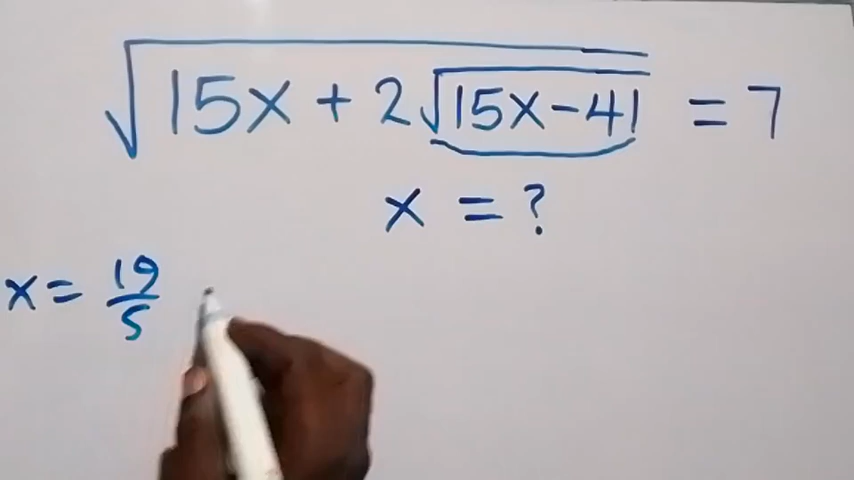 √(15x + 2√(15x − 41)) = 7
x = ?
x = 19/5